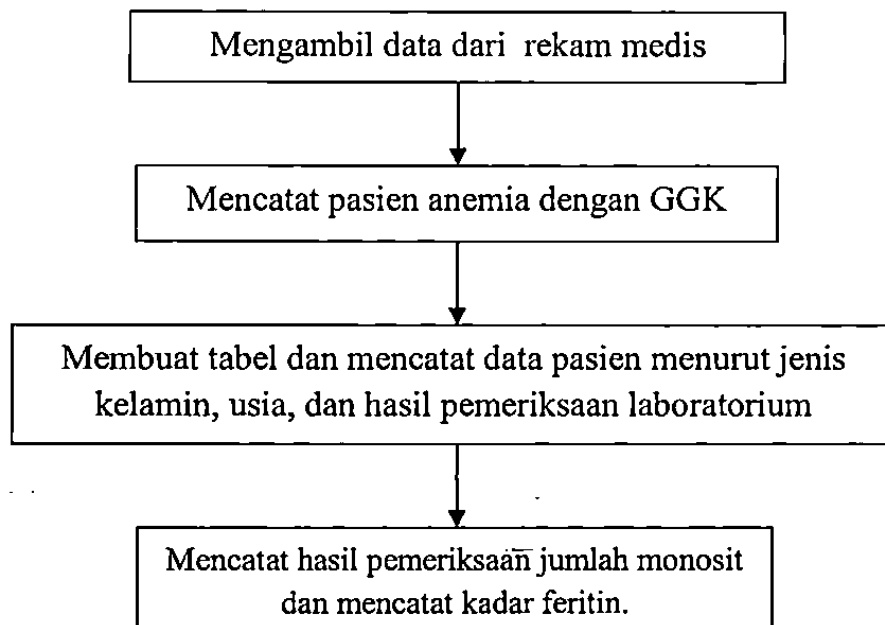 Mengambil data dari rekam medis
Mencatat pasien anemia dengan GGK
Membuat tabel dan mencatat data pasien menurut jenis
kelamin, usia, dan hasil pemeriksaan laboratorium
Mencatat hasil pemeriksaan jumlah monosit
dan mencatat kadar feritin.